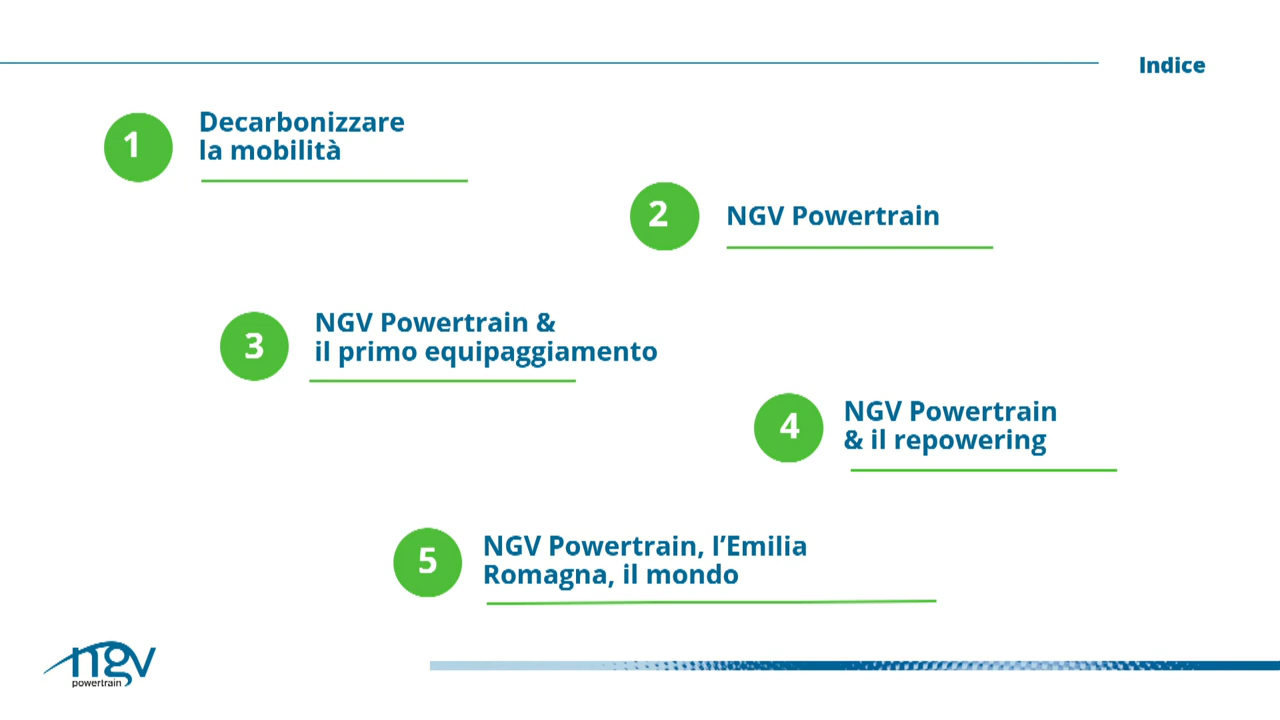 Indice
1
Decarbonizzare
la mobilità
2
NGV Powertrain
3
NGV Powertrain &
il primo equipaggiamento
4
NGV Powertrain
& il repowering
5
NGV Powertrain, l’Emilia
Romagna, il mondo
ngv
powertrain